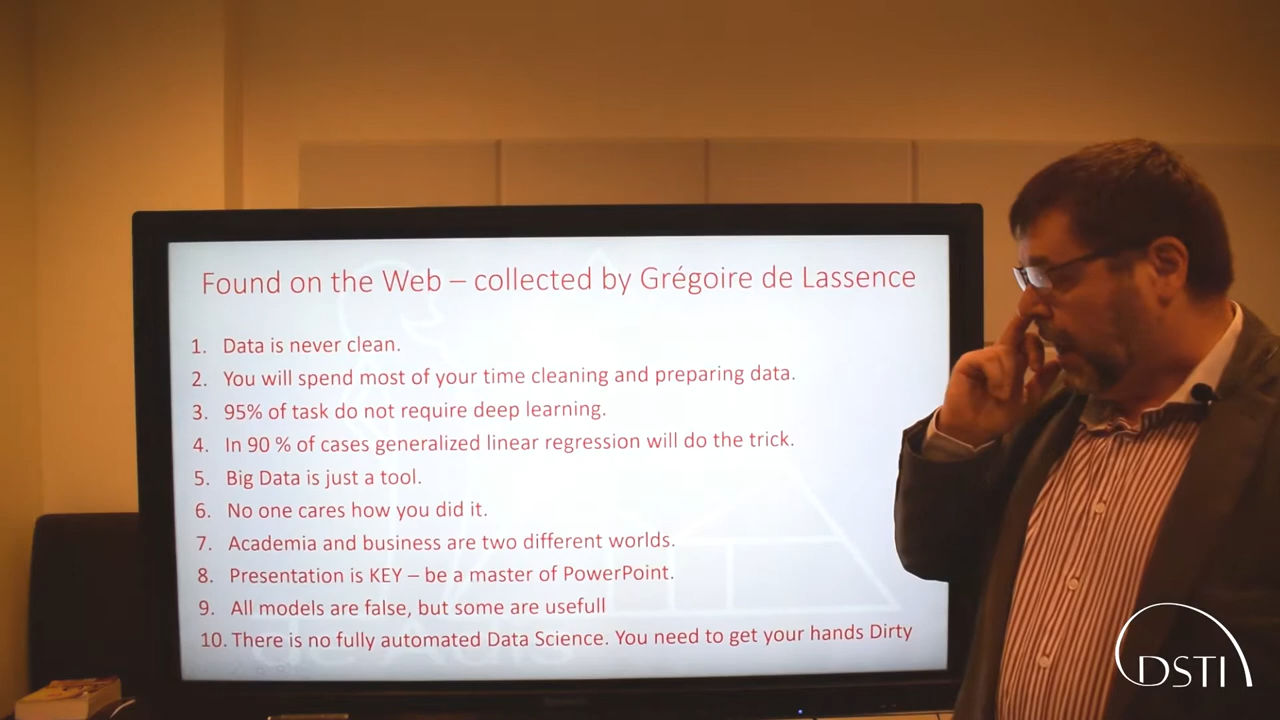 Found on the Web – collected by Grégoire de Lassence
1. Data is never clean.
2. You will spend most of your time cleaning and preparing data.
3. 95% of task do not require deep learning.
4. In 90 % of cases generalized linear regression will do the trick.
5. Big Data is just a tool.
6. No one cares how you did it.
7. Academia and business are two different worlds.
8. Presentation is KEY – be a master of PowerPoint.
9. All models are false, but some are usefull
10. There is no fully automated Data Science. You need to get your hands Dirty
DSTI